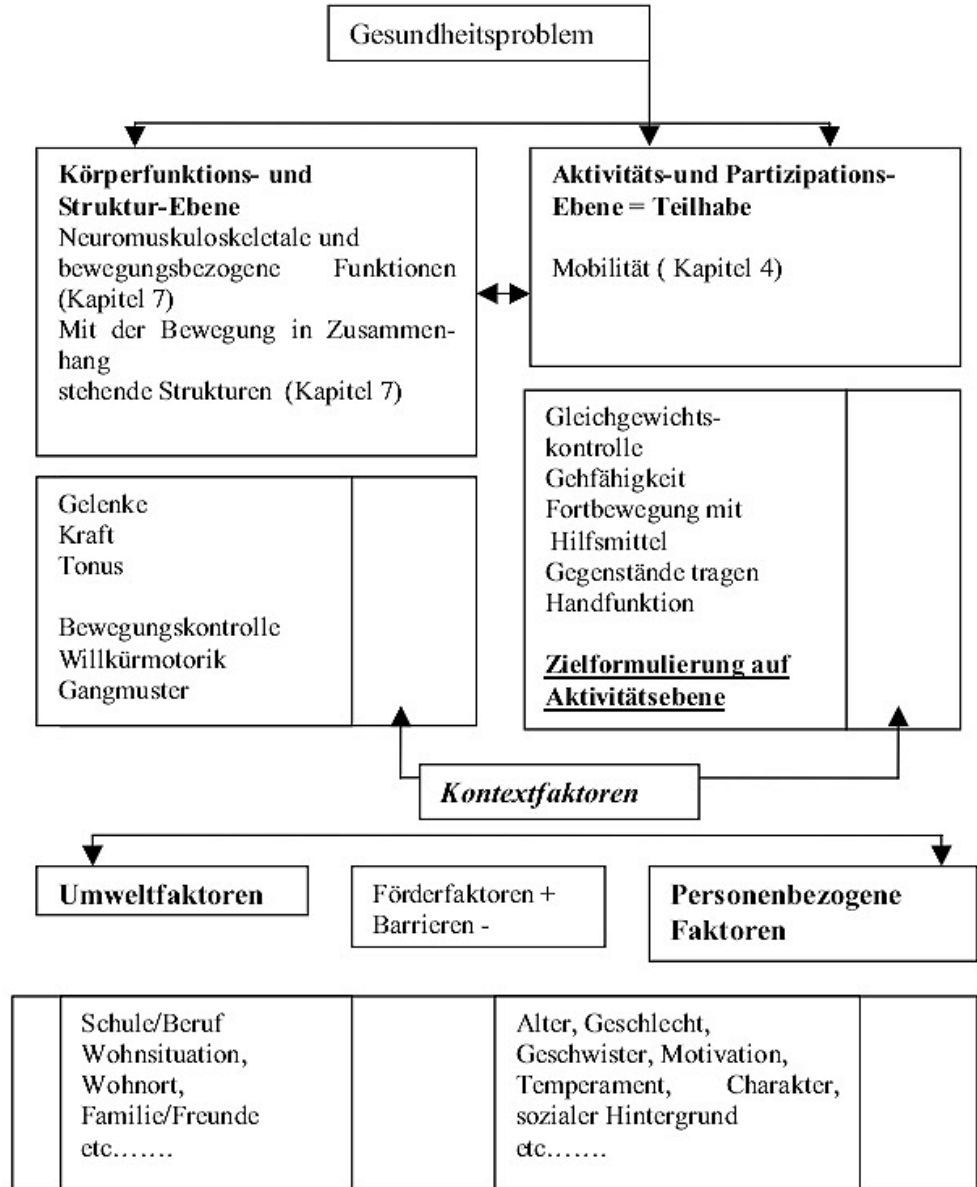 Gesundheitsproblem
Körperfunktions- und
Struktur-Ebene
Neuromuskuloskeletale und
bewegungsbezogene Funktionen
(Kapitel 7)
Mit der Bewegung in Zusammen-
hang
stehende Strukturen (Kapitel 7)
Aktivitäts-und Partizipations-
Ebene = Teilhabe
Mobilität ( Kapitel 4)
Gelenke
Kraft
Tonus
Bewegungskontrolle
Willkürmotorik
Gangmuster
Gleichgewichts-
kontrolle
Gehfähigkeit
Fortbewegung mit
Hilfsmittel
Gegenstände tragen
Handfunktion
Zielformulierung auf
Aktivitätsebene
Kontextfaktoren
Umweltfaktoren
Förderfaktoren +
Barrieren -
Personenbezogene
Faktoren
Schule/Beruf
Wohnsituation,
Wohnort,
Familie/Freunde
etc.......
Alter, Geschlecht,
Geschwister, Motivation,
Temperament, Charakter,
sozialer Hintergrund
etc.......